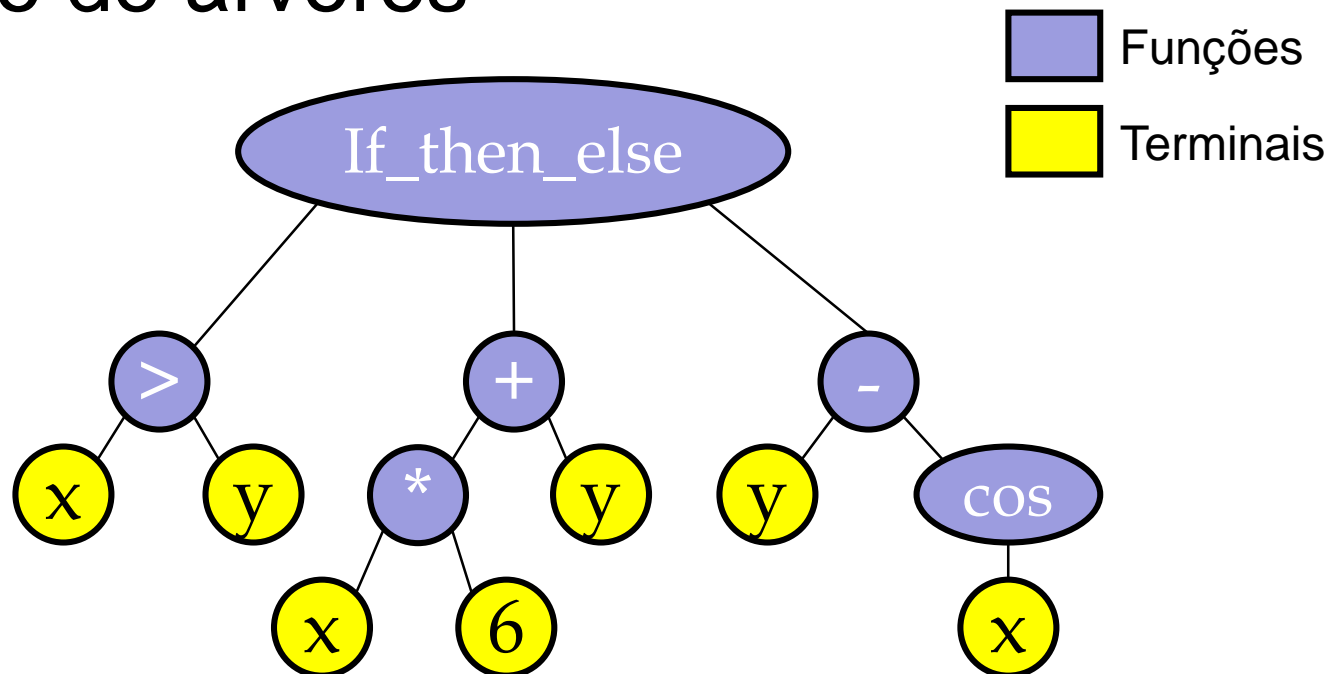 de árvores
Funções
Terminais
If_then_else
> + -
x y * y y cos
x 6 x